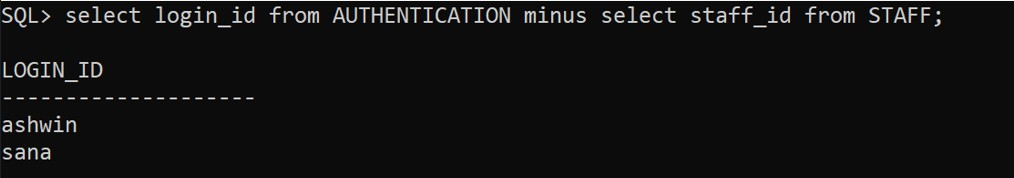 SQL> select login_id from AUTHENTICATION minus select staff_id from STAFF;
LOGIN_ID
--------------------
ashwin
sana